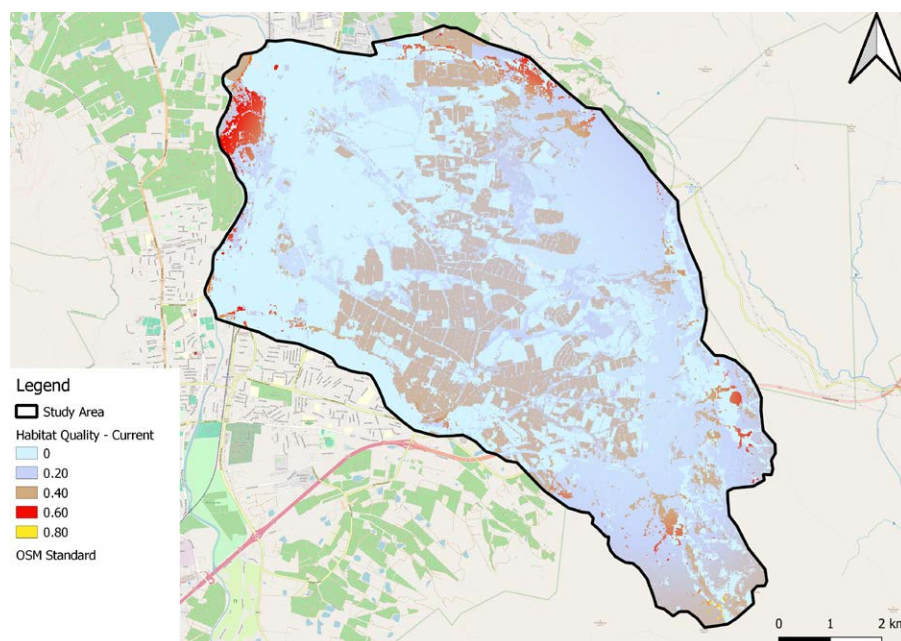 Legend
Study Area
Habitat Quality - Current
0
0.20
0.40
0.60
0.80
OSM Standard
0 1 2 km